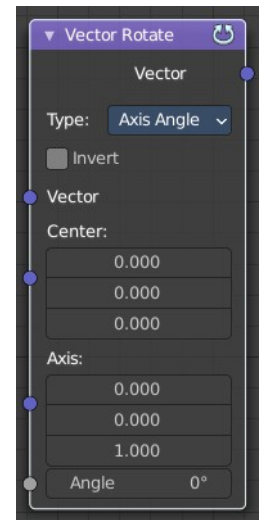 Vector Rotate
Vector
Type: Axis Angle
Invert
Vector
Center:
0.000
0.000
0.000
Axis:
0.000
0.000
1.000
Angle 0°